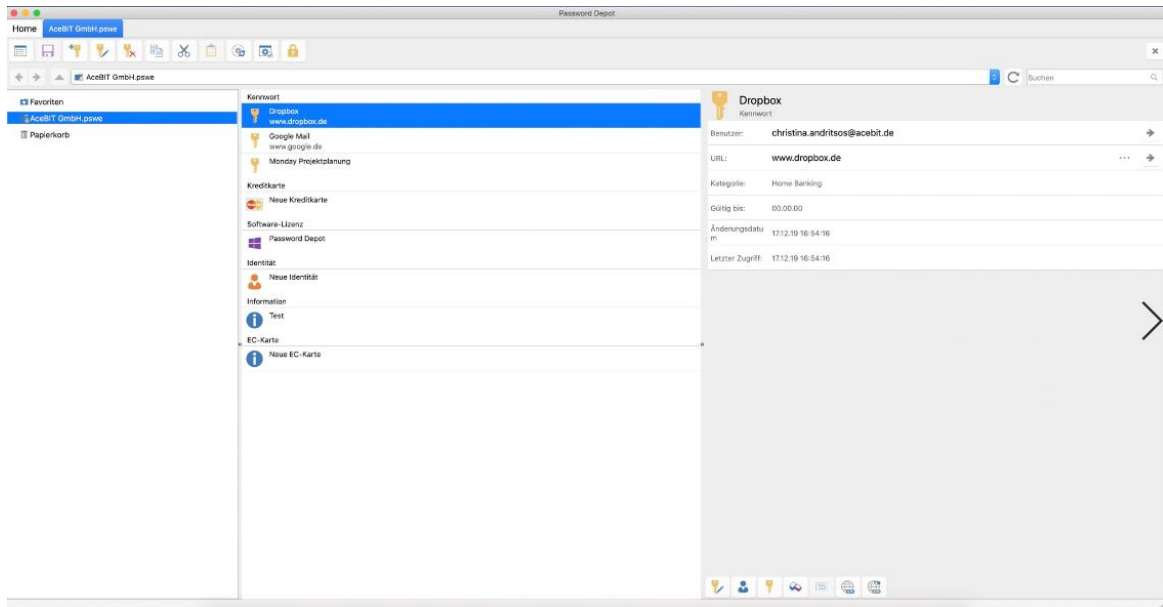 Password Depot
Home AceBIT GmbH.pswe
AceBIT GmbH.pswe
Suchen
Favoriten
AceBIT GmbH.pswe
Papierkorb
Kennwort
Dropbox
www.dropbox.de
Google Mail
www.google.de
Monday Projektplanung
Kreditkarte
Neue Kreditkarte
Software-Lizenz
Password Depot
Identität
Neue Identität
Information
Test
EC-Karte
Neue EC-Karte
Dropbox
Kennwort
Benutzer: christina.andritsos@acebit.de
URL: www.dropbox.de ...
Kategorie: Home Banking
Gültig bis: 00.00.00
Änderungsdatu
m 17.12.19 16:54:16
Letzter Zugriff: 17.12.19 16:54:16